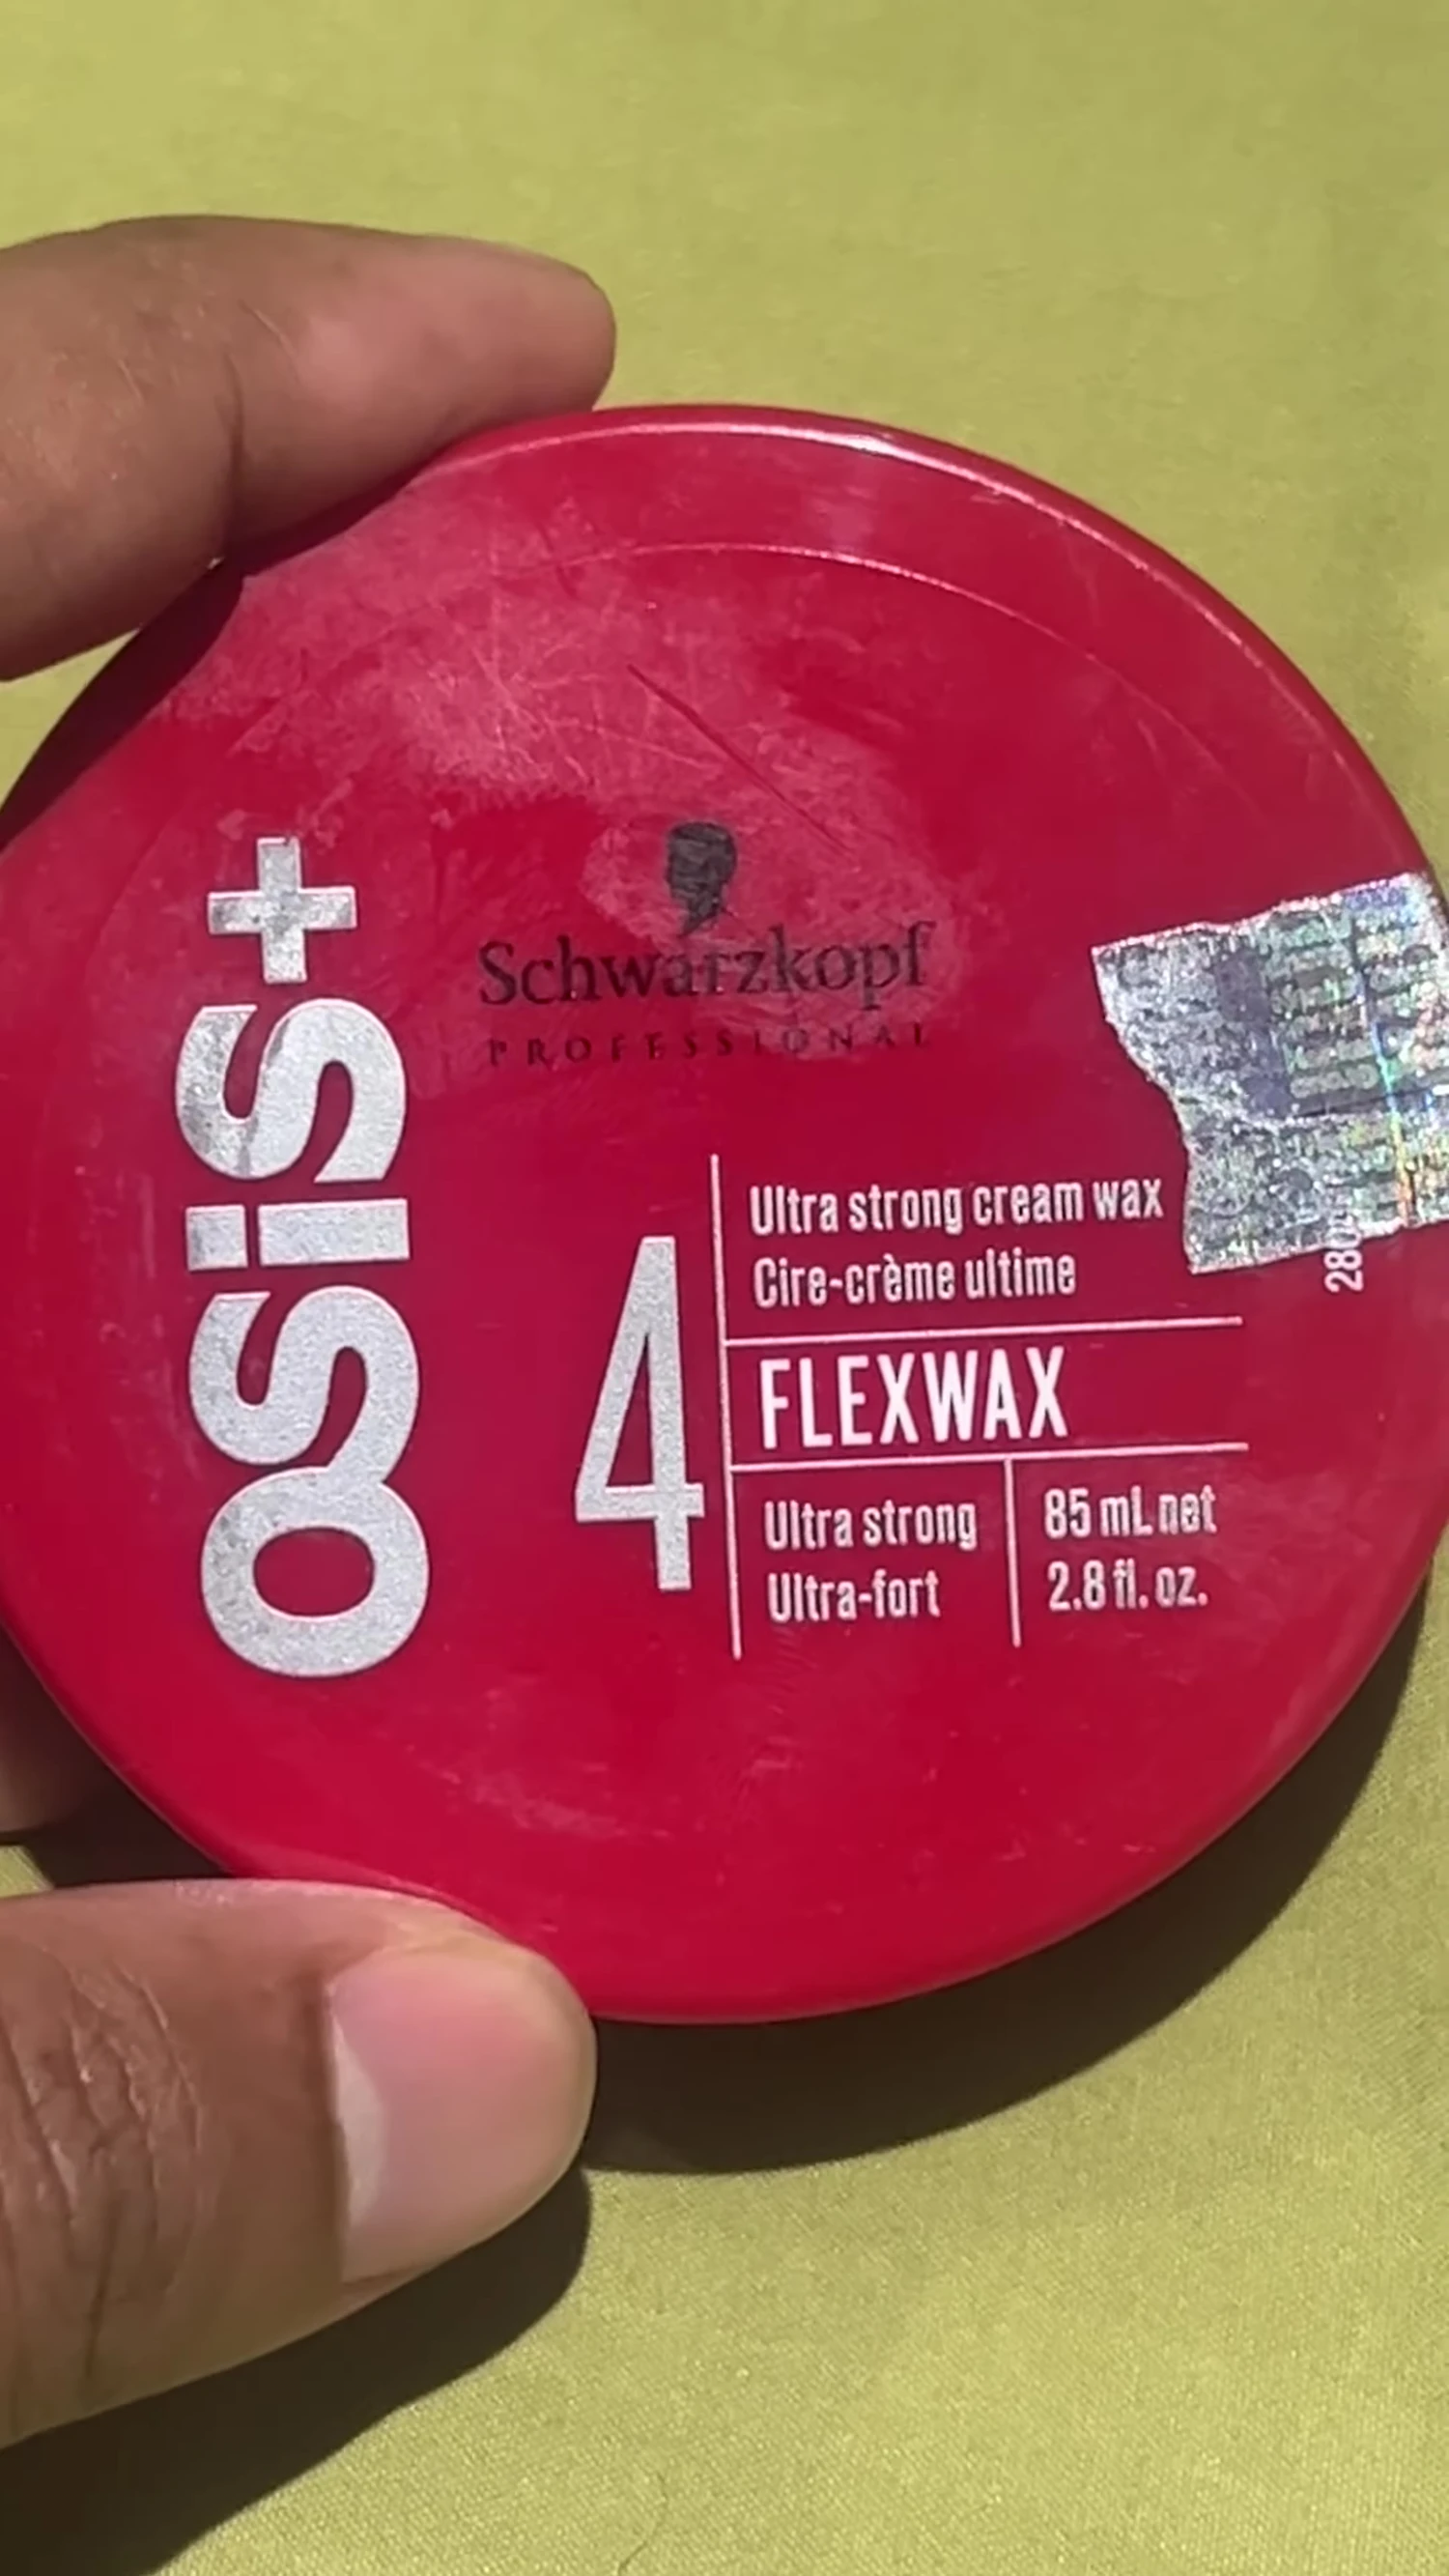 OSiS+
Schwarzkopf
PROFESSIONAL
4
Ultra strong cream wax
Cire-crème ultime
FLEXWAX
Ultra strong
Ultra-fort
85 mL net
2.8 fl. oz.